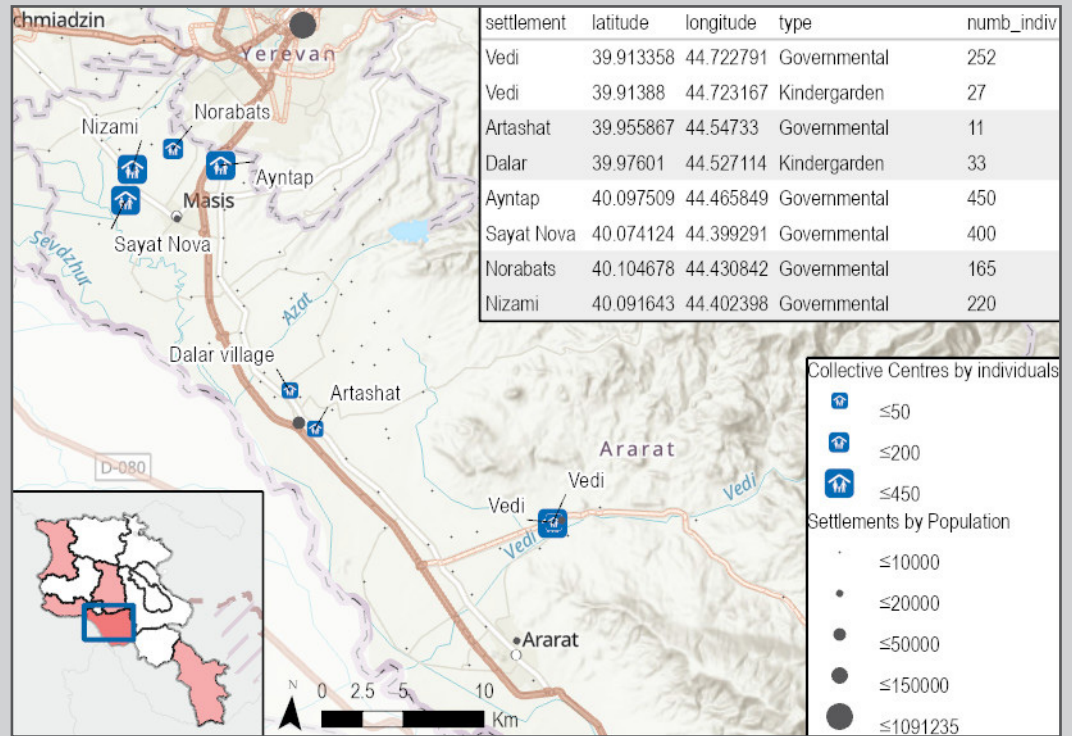 chmiadzin
Yerevan
Norabats
Nizami
Ayntap
Masis
Sayat Nova
Sevdzhur
Azat
Dalar village
Artashat
D-080
Ararat
Vedi
Vedi
Vedi
Vedi
Ararat
settlement latitude longitude type numb_indiv
Vedi 39.913358 44.722791 Governmental 252
Vedi 39.91388 44.723167 Kindergarden 27
Artashat 39.955867 44.54733 Governmental 11
Dalar 39.97601 44.527114 Kindergarden 33
Ayntap 40.097509 44.465849 Governmental 450
Sayat Nova 40.074124 44.399291 Governmental 400
Norabats 40.104678 44.430842 Governmental 165
Nizami 40.091643 44.402398 Governmental 220
Collective Centres by individuals
≤50
≤200
≤450
Settlements by Population
≤10000
≤20000
≤50000
≤150000
≤1091235
N
0 2.5 5 10
Km